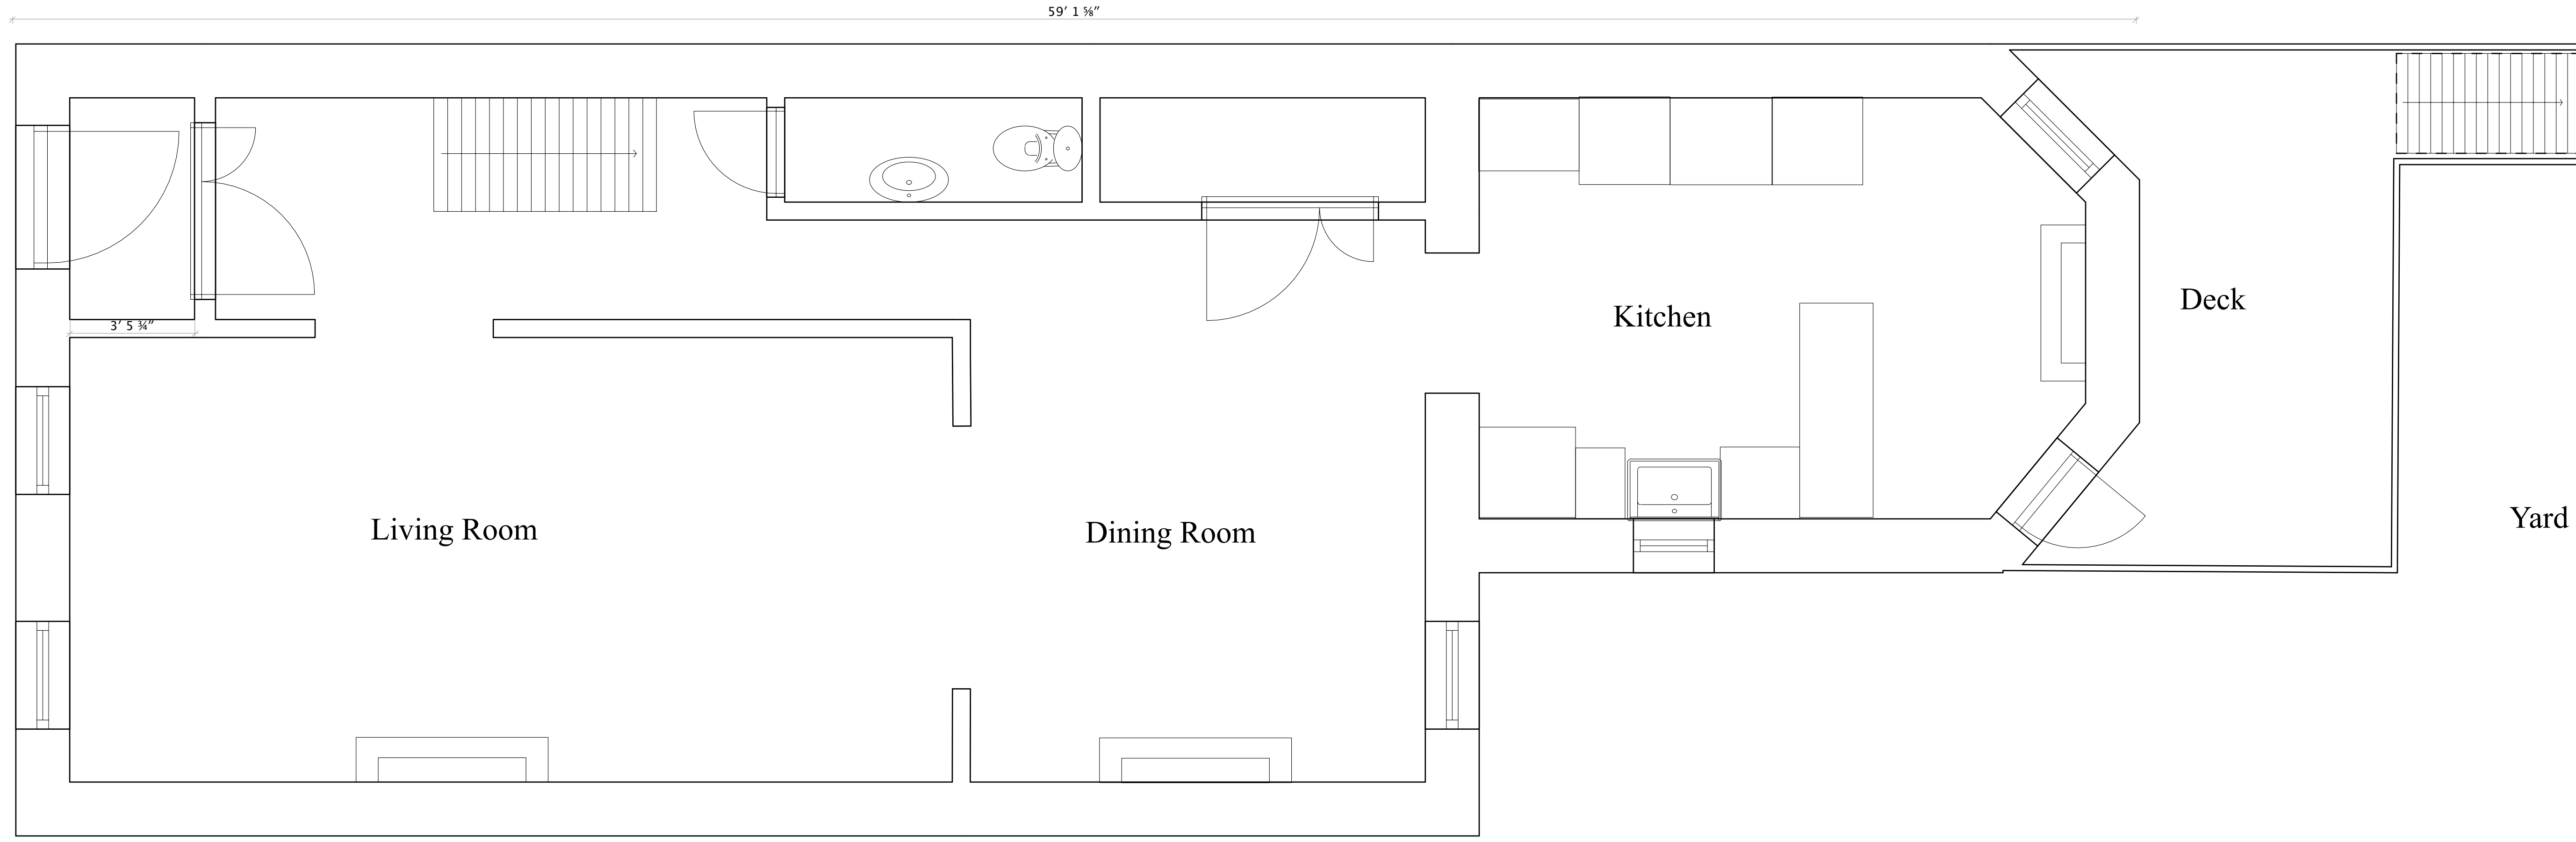 59' 1 ⅝"
3' 5 ¾"
Deck
Kitchen
Yard
Living Room
Dining Room